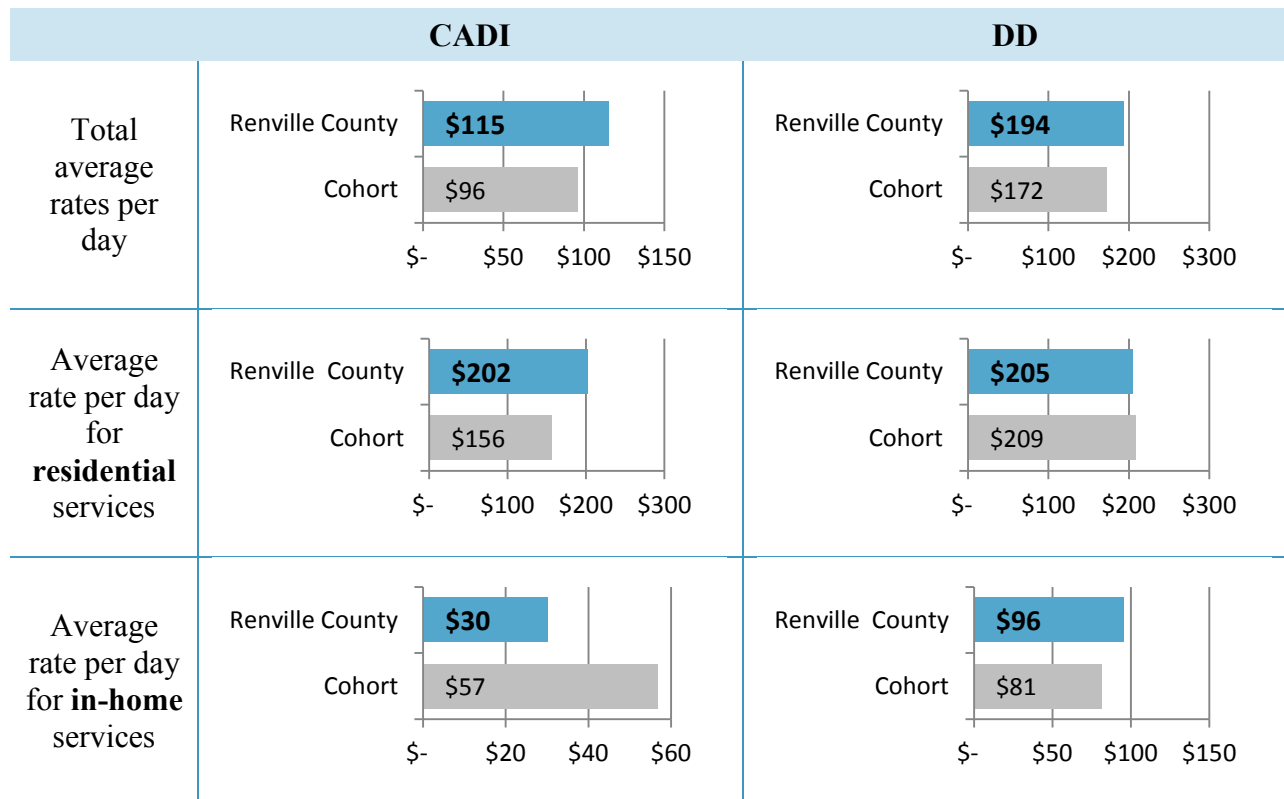 CADI DD
Total
average
rates per
day
Renville County $115
Cohort $96
$- $50 $100 $150
Renville County $194
Cohort $172
$- $100 $200 $300
Average
rate per day
for
residential
services
Renville County $202
Cohort $156
$- $100 $200 $300
Renville County $205
Cohort $209
$- $100 $200 $300
Average
rate per day
for in-home
services
Renville County $30
Cohort $57
$- $20 $40 $60
Renville County $96
Cohort $81
$- $50 $100 $150